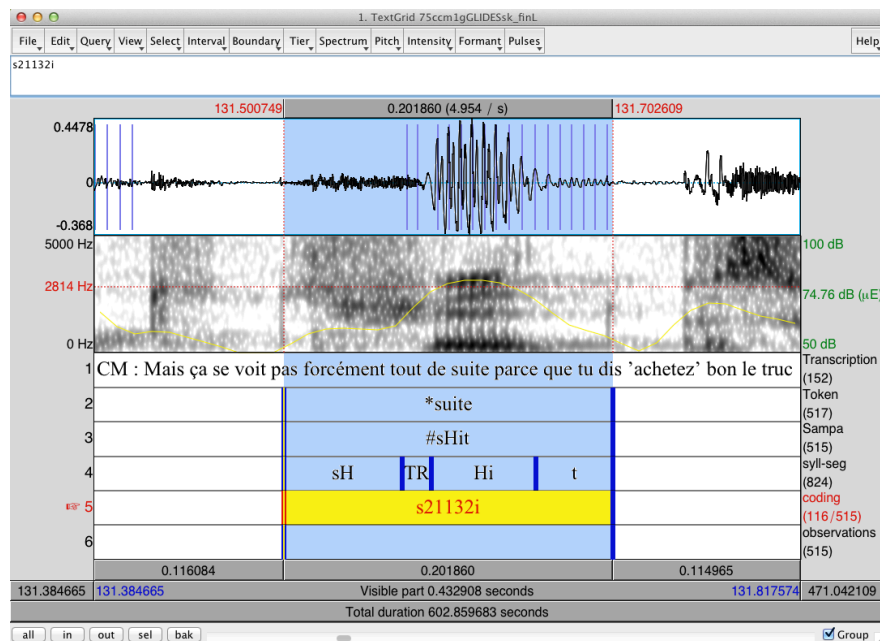 1. TextGrid 75ccm1gGLIDESsk_finL
File Edit Query View Select Interval Boundary Tier Spectrum Pitch Intensity Formant Pulses Help
s21132i
131.500749 0.201860 (4.954 / s) 131.702609
0.4478
0
-0.368
5000 Hz 100 dB
2814 Hz 74.76 dB (µE)
0 Hz 50 dB
1 CM : Mais ça se voit pas forcément tout de suite parce que tu dis 'achetez' bon le truc Transcription (152)
2 *suite Token (517)
3 #sHit Sampa (515)
4 sH TR Hi t syll-seg (824)
☞ 5 s21132i coding (116/515)
6 observations (515)
0.116084 0.201860 0.114965
131.384665 131.384665 Visible part 0.432908 seconds 131.817574 471.042109
Total duration 602.859683 seconds
all in out sel bak Group